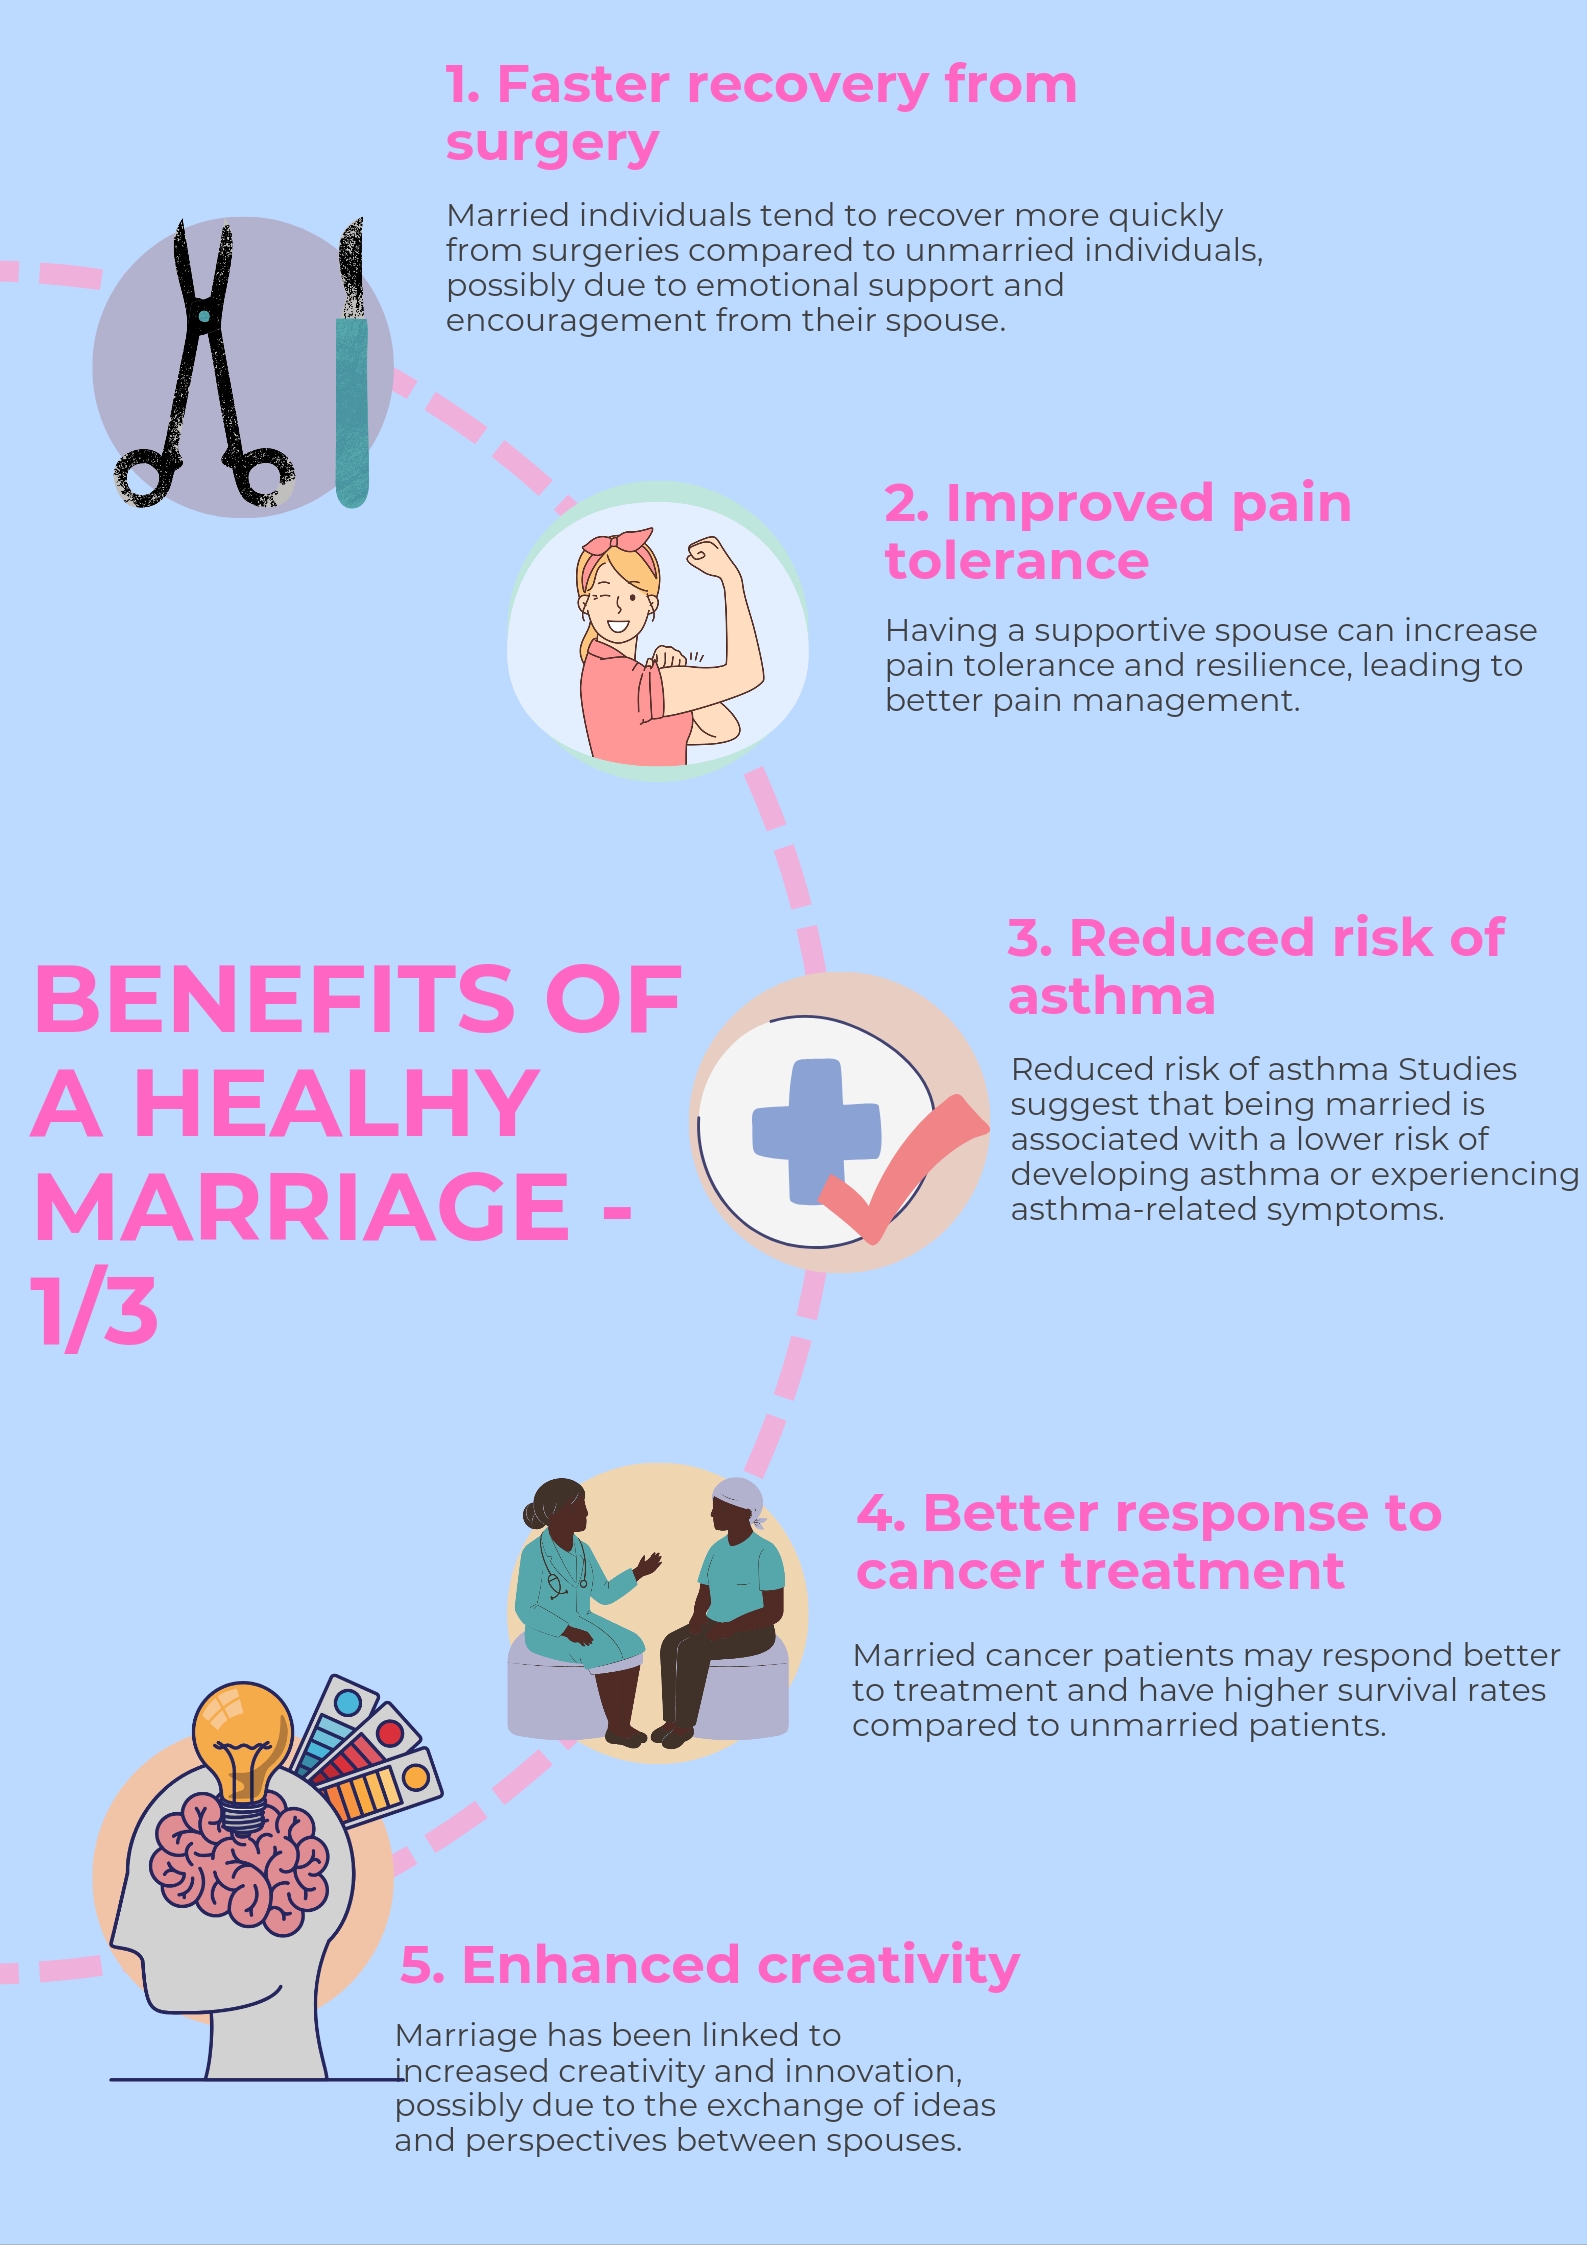 1. Faster recovery from
surgery
Married individuals tend to recover more quickly
from surgeries compared to unmarried individuals,
possibly due to emotional support and
encouragement from their spouse.
2. Improved pain
tolerance
Having a supportive spouse can increase
pain tolerance and resilience, leading to
better pain management.
BENEFITS OF
A HEALHY
MARRIAGE -
1/3
3. Reduced risk of
asthma
Reduced risk of asthma Studies
suggest that being married is
associated with a lower risk of
developing asthma or experiencing
asthma-related symptoms.
4. Better response to
cancer treatment
Married cancer patients may respond better
to treatment and have higher survival rates
compared to unmarried patients.
5. Enhanced creativity
Marriage has been linked to
increased creativity and innovation,
possibly due to the exchange of ideas
and perspectives between spouses.